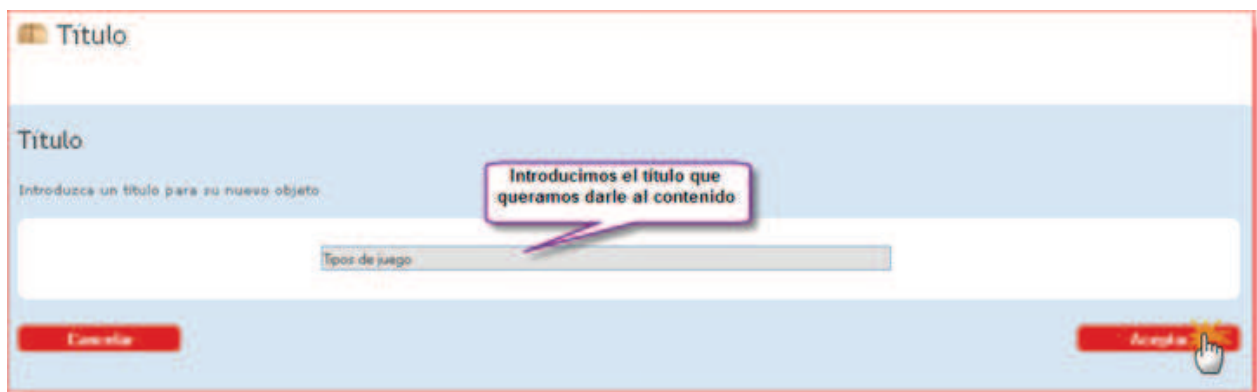 Título
Título
Introduzca un título para su nuevo objeto
Introducimos el título que
queramos darle al contenido
Tipos de juego
Cancelar
Aceptar